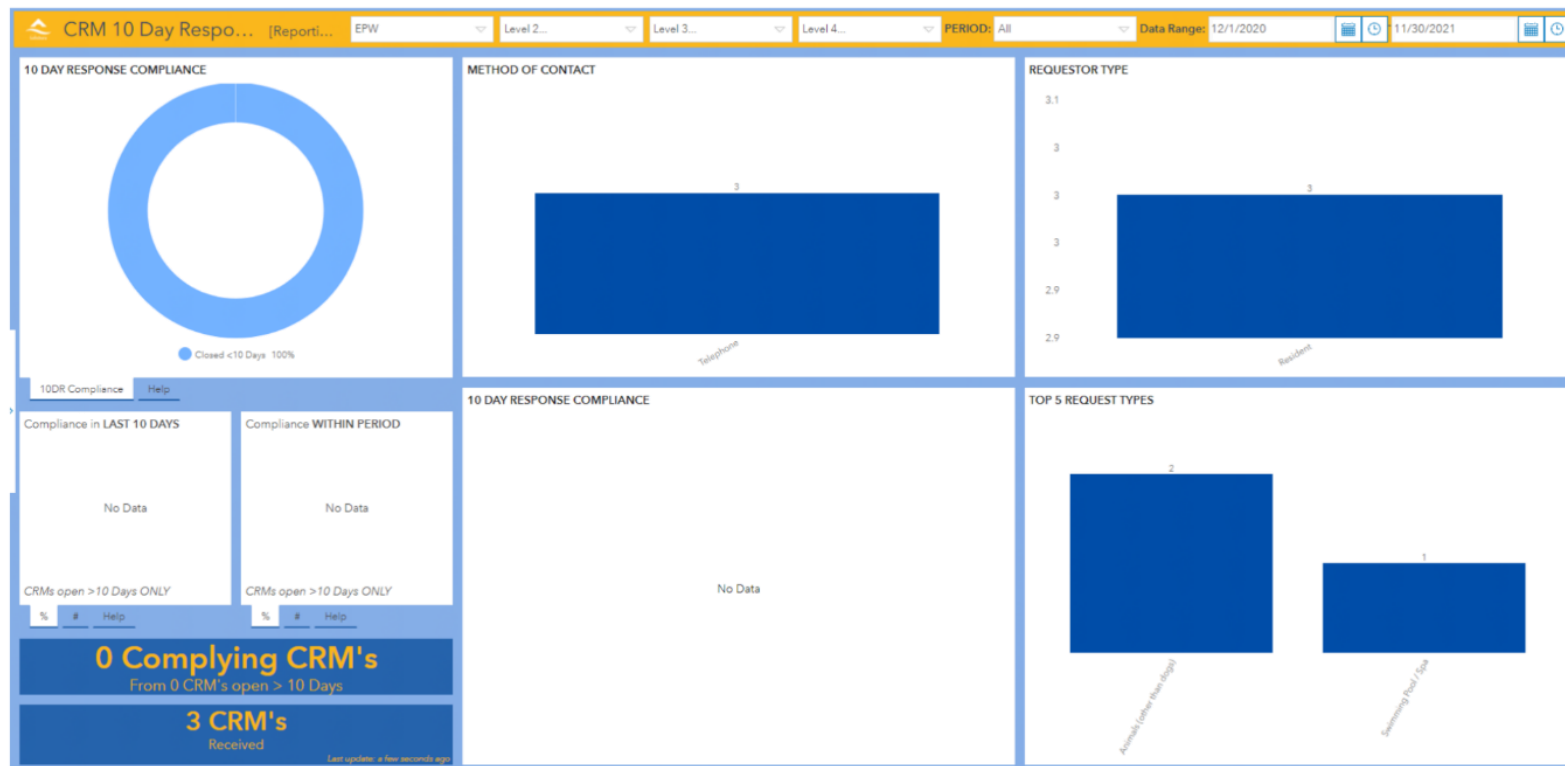 CRM 10 Day Respo... [Reporti... EPW Level 2... Level 3... Level 4... PERIOD: All Data Range: 12/1/2020 11/30/2021
10 DAY RESPONSE COMPLIANCE
Closed <10 Days 100%
10DR Compliance Help
METHOD OF CONTACT
3
Telephone
REQUESTOR TYPE
3.1
3
3
3
2.9
2.9
3
Resident
Compliance in LAST 10 DAYS
No Data
CRMs open >10 Days ONLY
% # Help
Compliance WITHIN PERIOD
No Data
CRMs open >10 Days ONLY
% # Help
0 Complying CRM's
From 0 CRM's open > 10 Days
3 CRM's
Received
Last update: a few seconds ago
10 DAY RESPONSE COMPLIANCE
No Data
TOP 5 REQUEST TYPES
2
1
Animals (other than dogs)
Swimming Pool / Spa